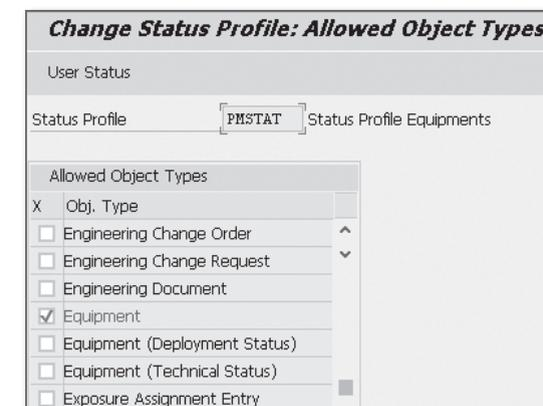 Change Status Profile: Allowed Object Types
User Status
Status Profile PMSTAT Status Profile Equipments
Allowed Object Types
X Obj. Type
Engineering Change Order
Engineering Change Request
Engineering Document
Equipment
Equipment (Deployment Status)
Equipment (Technical Status)
Exposure Assignment Entry